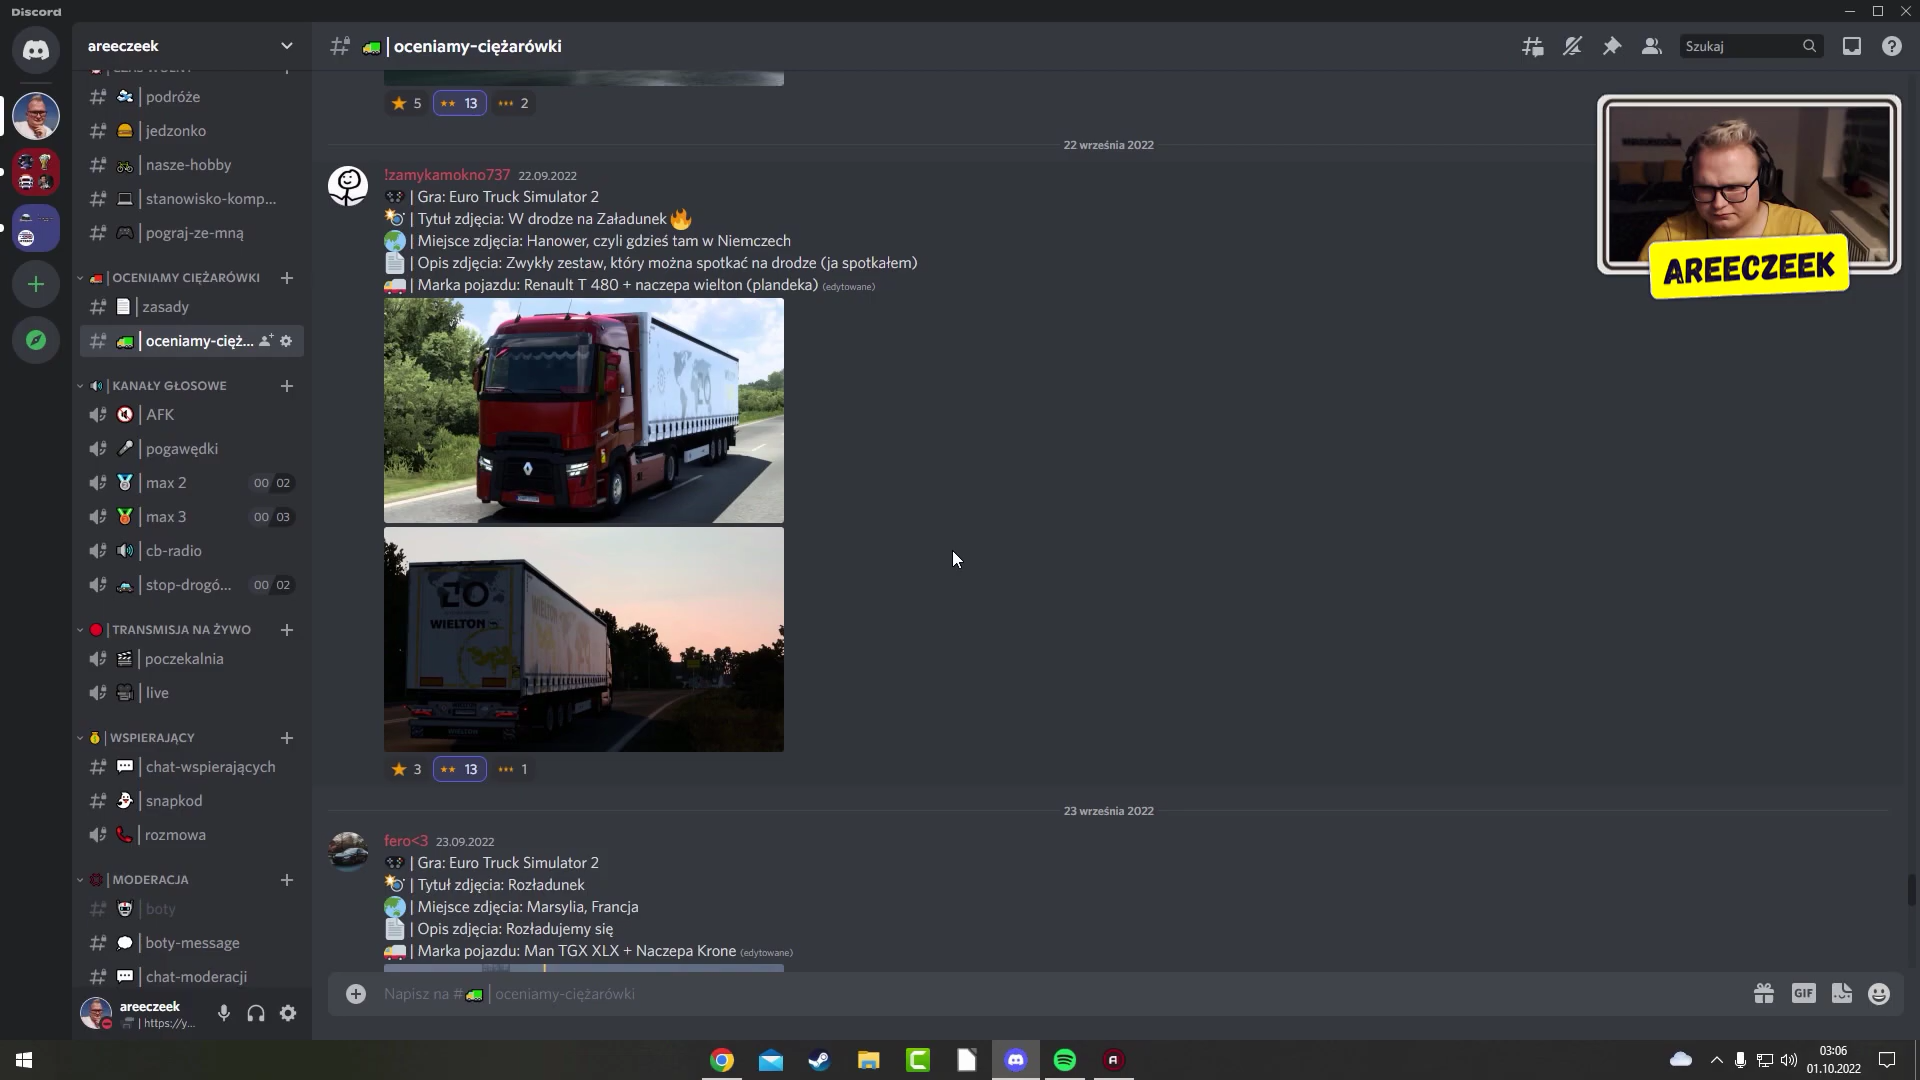 Discord
areeczeek
podróże
jedzonko
nasze-hobby
stanowisko-komp...
pograj-ze-mną
OCENIAMY CIĘŻARÓWKI
zasady
oceniamy-cięż...
KANAŁY GŁOSOWE
AFK
pogawędki
max 2 00 02
max 3 00 03
cb-radio
stop-drogó... 00 02
TRANSMISJA NA ŻYWO
poczekalnia
live
WSPIERAJĄCY
chat-wspierających
snapkod
rozmowa
MODERACJA
boty
boty-message
chat-moderacji
areeczeek
| https://y...
| oceniamy-ciężarówki
Szukaj
5 13 2
22 września 2022
!zamykamokno737 22.09.2022
| Gra: Euro Truck Simulator 2
| Tytuł zdjęcia: W drodze na Załadunek
| Miejsce zdjęcia: Hanower, czyli gdzieś tam w Niemczech
| Opis zdjęcia: Zwykły zestaw, który można spotkać na drodze (ja spotkałem)
| Marka pojazdu: Renault T 480 + naczepa wielton (plandeka) (edytowane)
WIELTON
WIELTON
WIELTON
3 13 1
23 września 2022
fero<3 23.09.2022
| Gra: Euro Truck Simulator 2
| Tytuł zdjęcia: Rozładunek
| Miejsce zdjęcia: Marsylia, Francja
| Opis zdjęcia: Rozładujemy się
| Marka pojazdu: Man TGX XLX + Naczepa Krone (edytowane)
Napisz na # | oceniamy-ciężarówki
GIF
AREECZEEK
03:06
01.10.2022